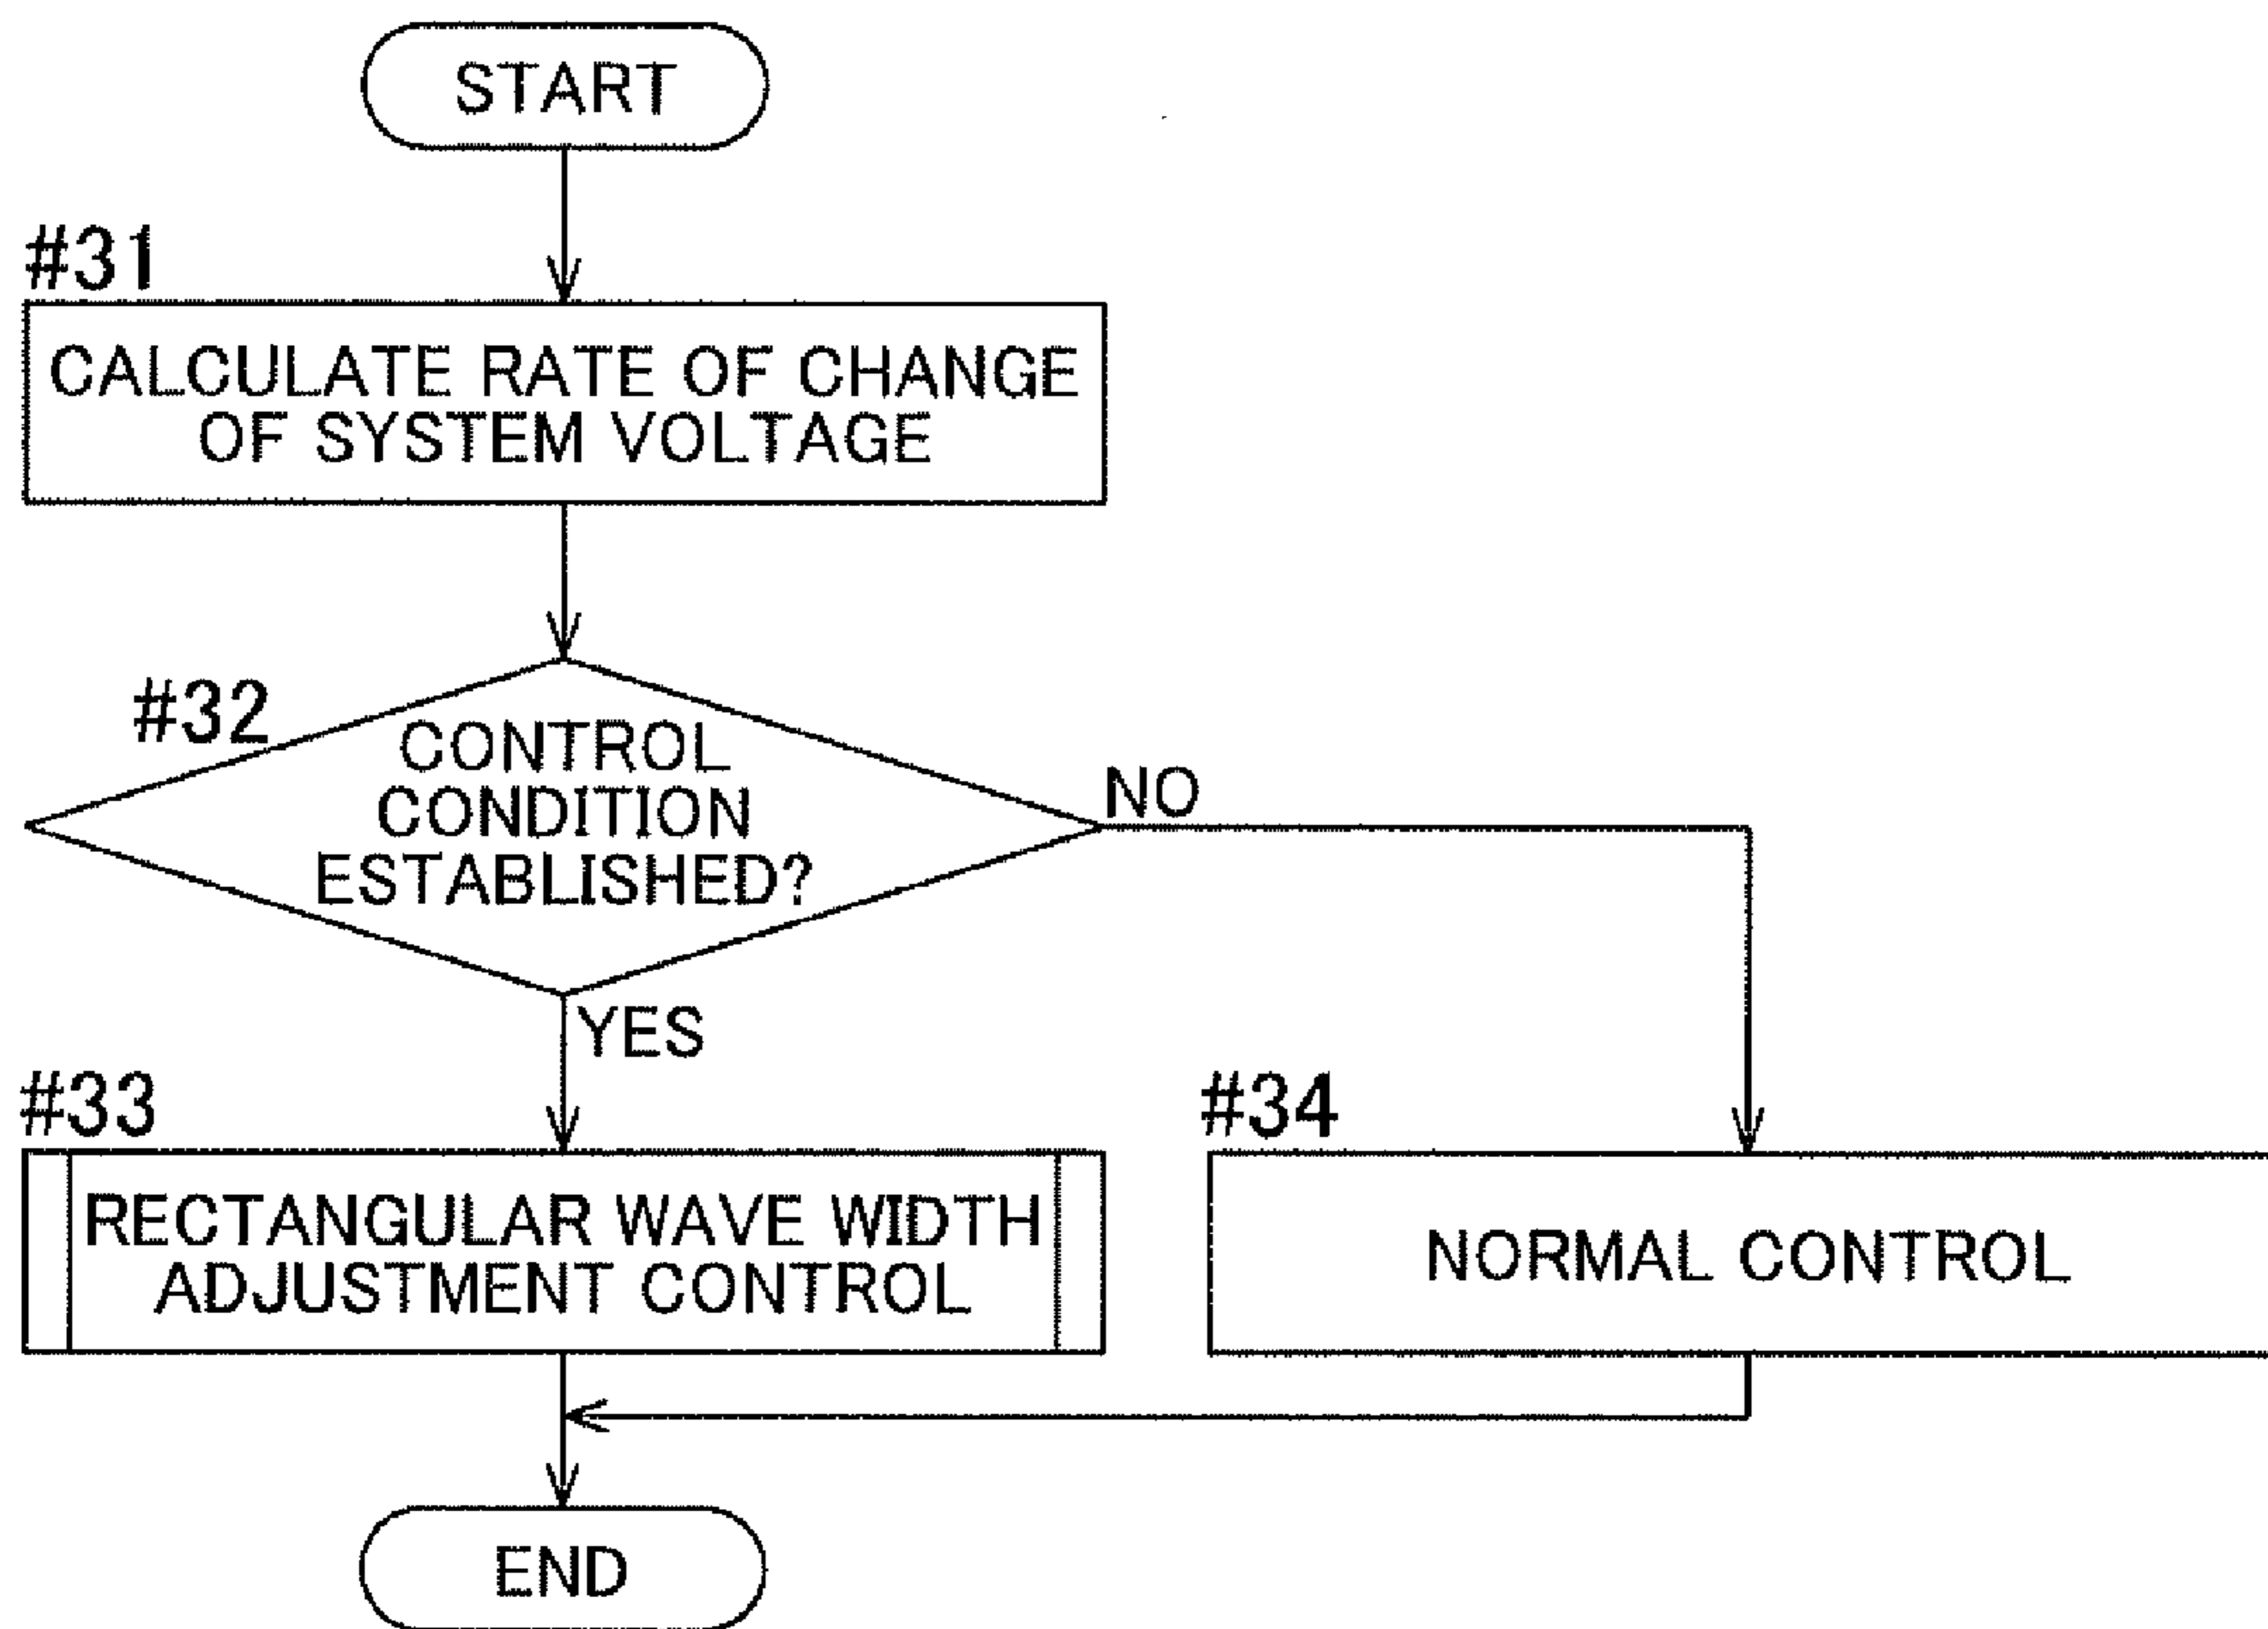 START
#31
CALCULATE RATE OF CHANGE
OF SYSTEM VOLTAGE
#32
CONTROL
CONDITION
ESTABLISHED?
NO
YES
#33
RECTANGULAR WAVE WIDTH
ADJUSTMENT CONTROL
#34
NORMAL CONTROL
END